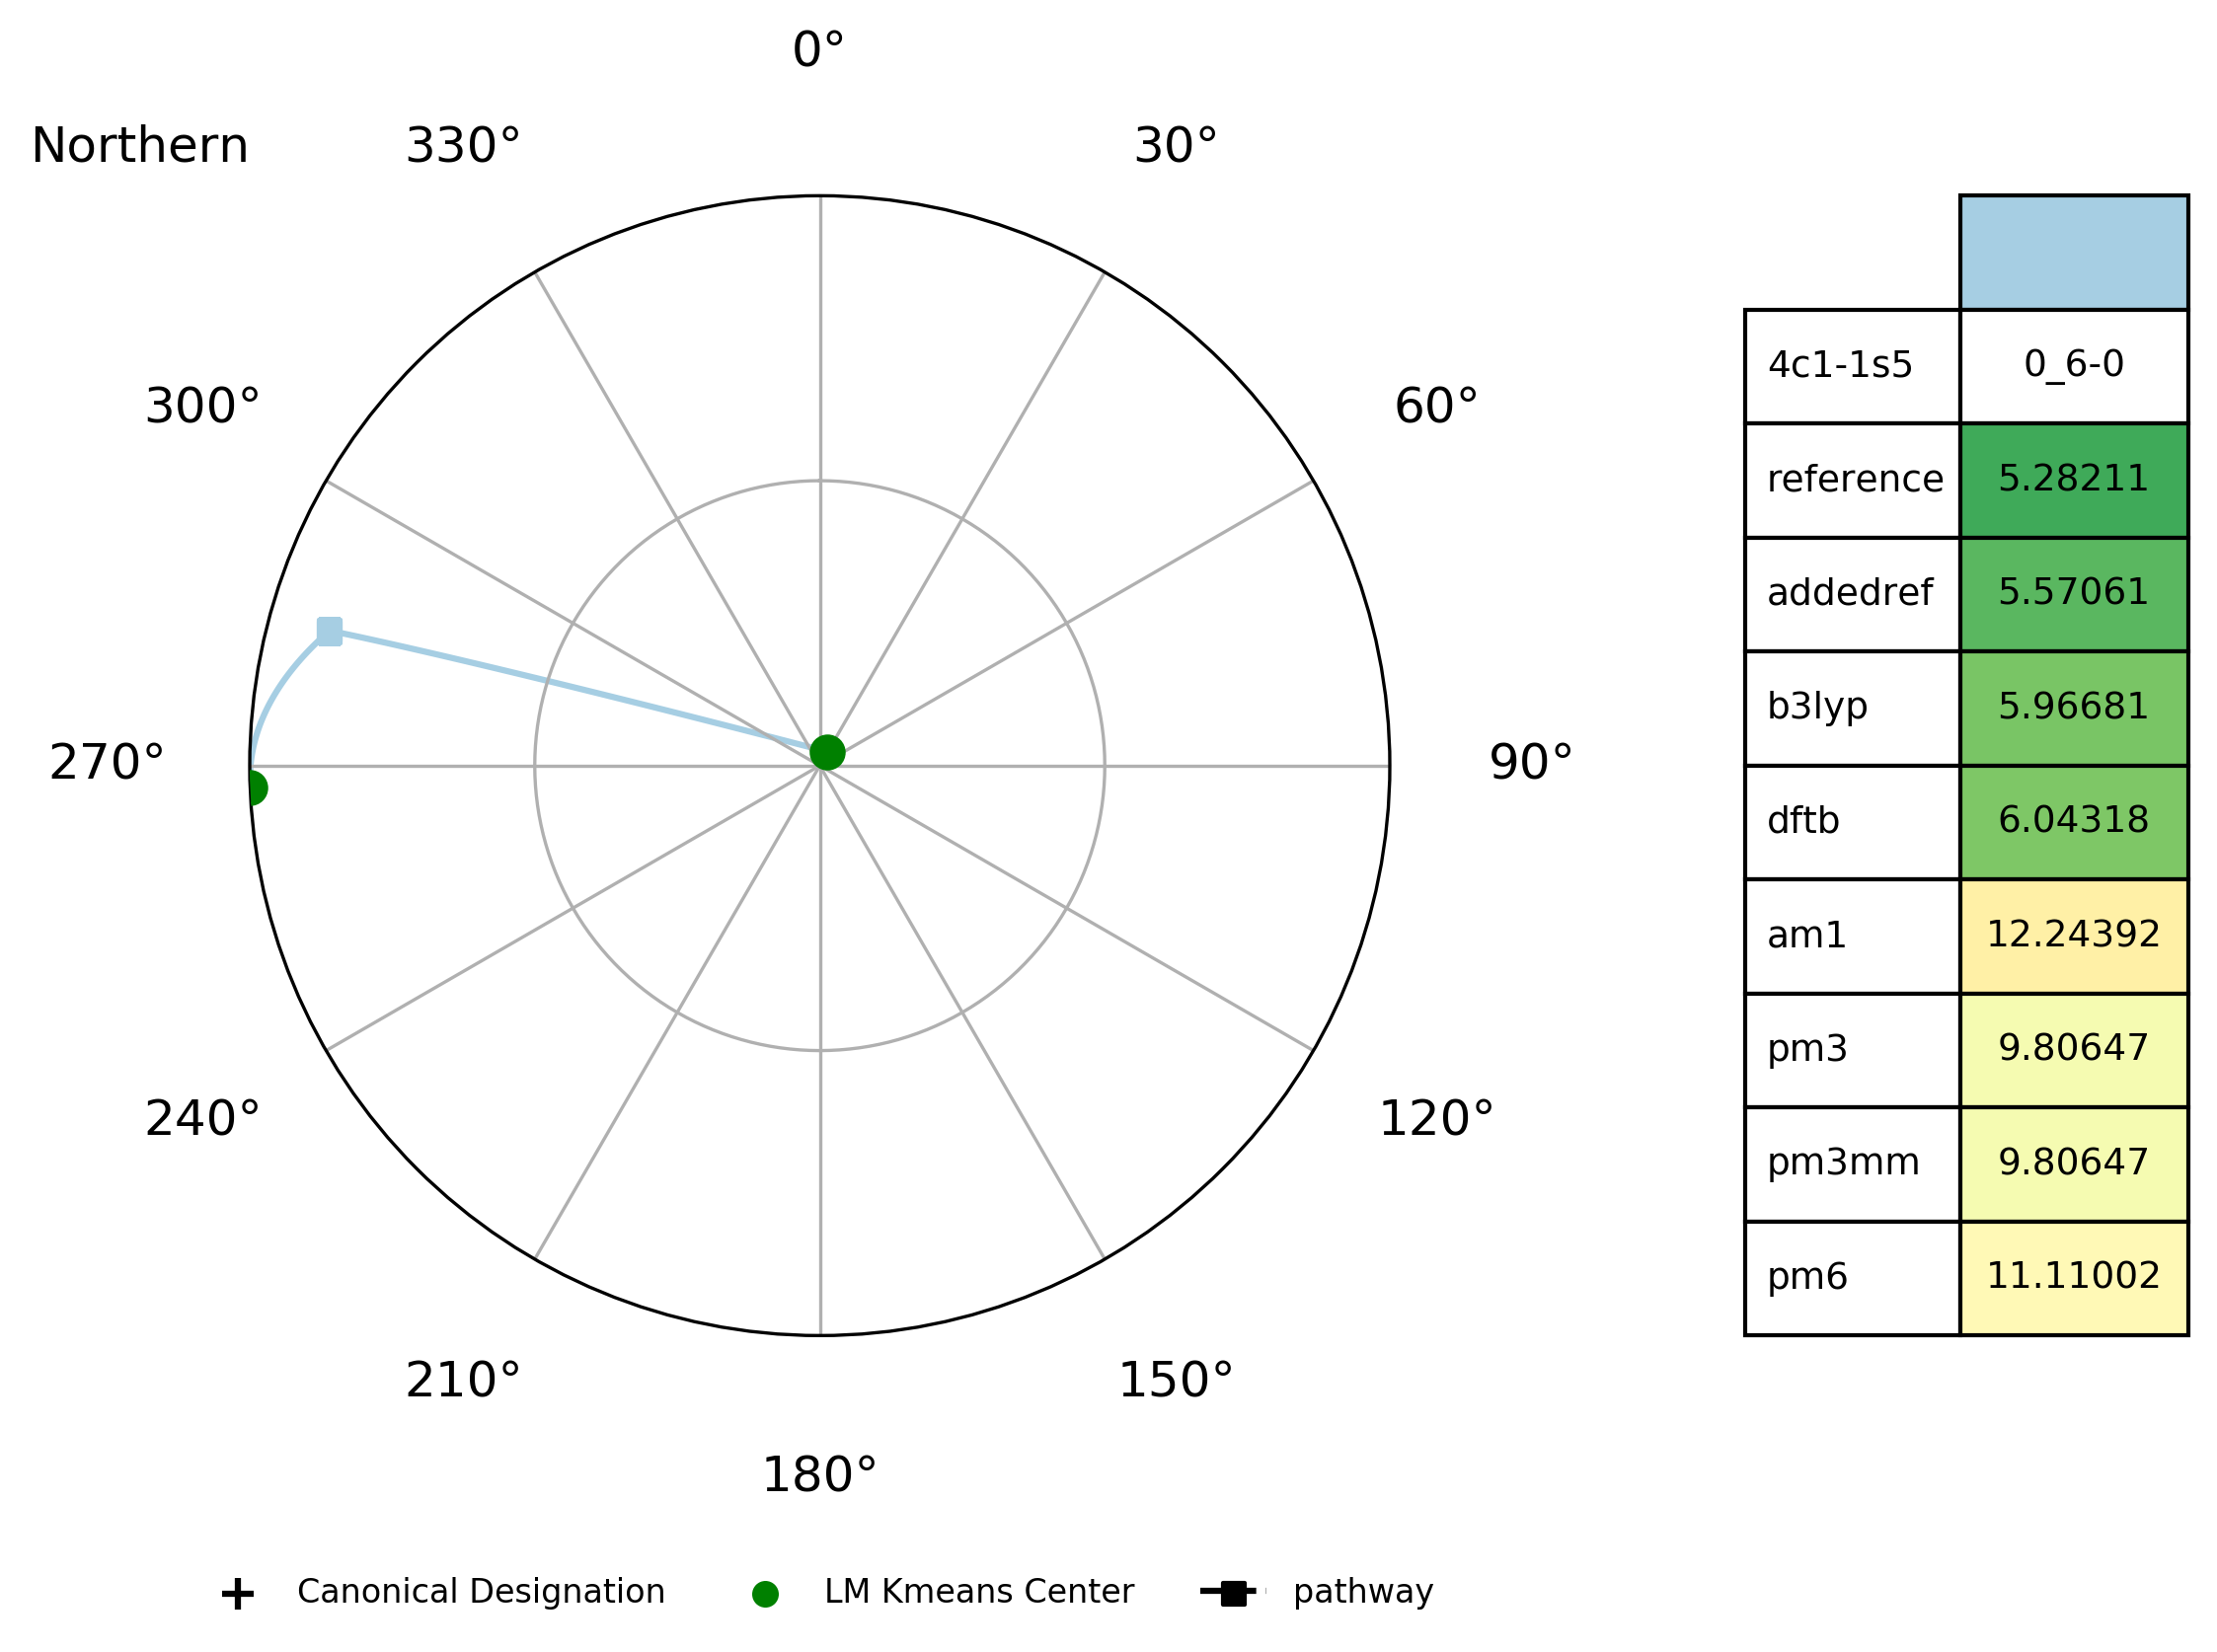 0°
Northern
330°
30°
300°
60°
270°
90°
240°
120°
210°
150°
180°
4c1-1s5 0_6-0
reference 5.28211
addedref 5.57061
b3lyp 5.96681
dftb 6.04318
am1 12.24392
pm3 9.80647
pm3mm 9.80647
pm6 11.11002
Canonical Designation
LM Kmeans Center
pathway